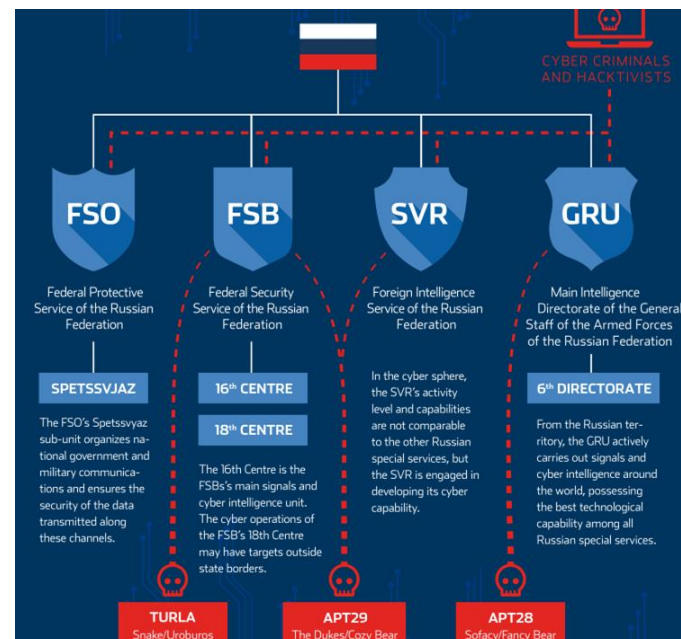 CYBER CRIMINALS
AND HACKTIVISTS
FSO
Federal Protective
Service of the Russian
Federation
SPETSSVJAZ
The FSO's Spetssvyaz
sub-unit organizes na-
tional government and
military communica-
tions and ensures the
security of the data
transmitted along
these channels.
FSB
Federal Security
Service of the Russian
Federation
16th CENTRE
18th CENTRE
The 16th Centre is the
FSBs's main signals and
cyber intelligence unit.
The cyber operations of
the FSB's 18th Centre
may have targets outside
state borders.
SVR
Foreign Intelligence
Service of the Russian
Federation
In the cyber sphere,
the SVR's activity
level and capabilities
are not comparable
to the other Russian
special services, but
the SVR is engaged in
developing its cyber
capability.
GRU
Main Intelligence
Directorate of the General
Staff of the Armed Forces
of the Russian Federation
6th DIRECTORATE
From the Russian ter-
ritory, the GRU actively
carries out signals and
cyber intelligence around
the world, possessing
the best technological
capability among all
Russian special services.
TURLA
Snake/Uroburos
APT29
The Dukes/Cozy Bear
APT28
Sofacy/Fancy Bear